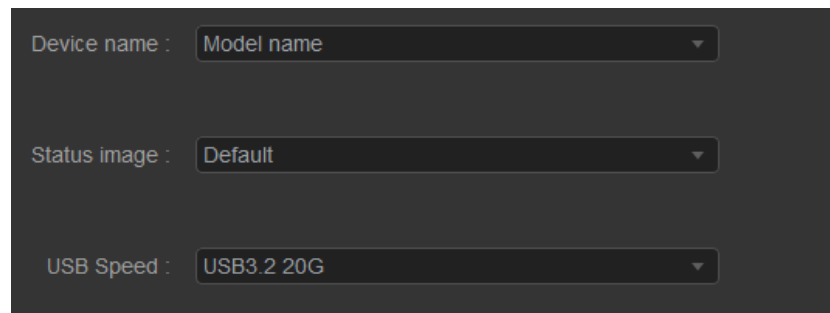 Device name : Model name
Status image : Default
USB Speed : USB3.2 20G